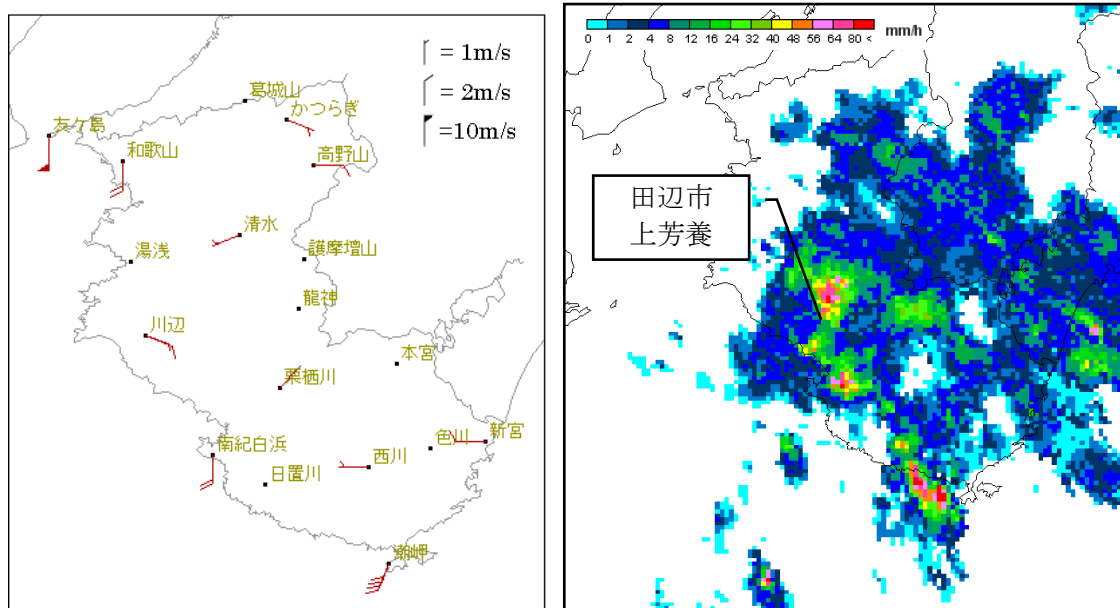 = 1m/s
= 2m/s
=10m/s
葛城山
かつらぎ
友ケ島
和歌山
高野山
清水
湯浅
護摩壇山
龍神
川辺
本宮
栗栖川
色川
新宮
南紀白浜
西川
日置川
潮岬
0 1 2 4 8 12 16 24 32 40 48 56 64 80 < mm/h
田辺市
上芳養